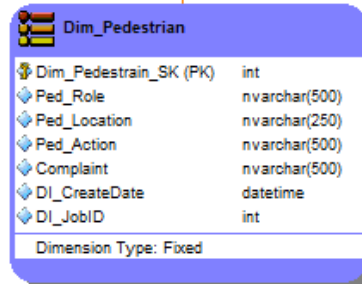 Dim_Pedestrian
Dim_Pedestrain_SK (PK) int
Ped_Role nvarchar(500)
Ped_Location nvarchar(250)
Ped_Action nvarchar(500)
Complaint nvarchar(500)
DI_CreateDate datetime
DI_JobID int
Dimension Type: Fixed